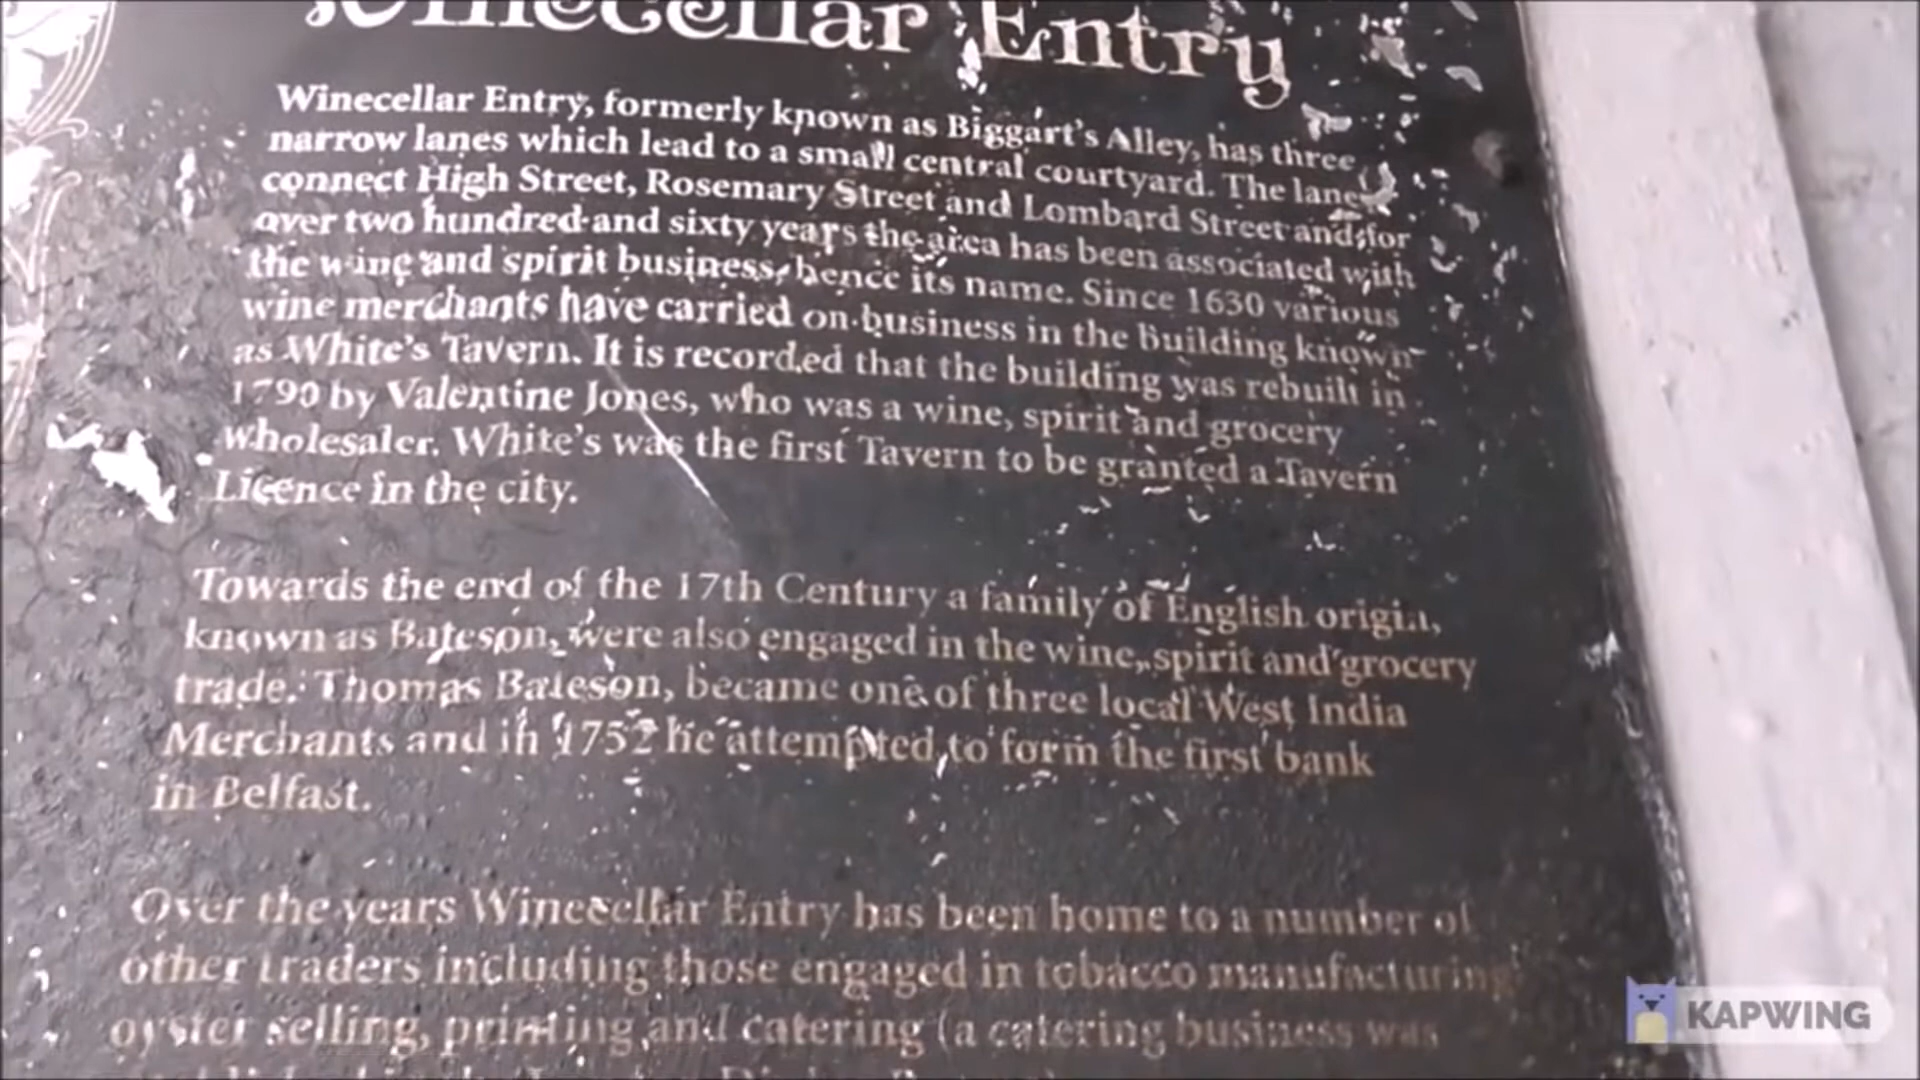 Winecellar Entry
Winecellar Entry, formerly known as Biggart's Alley, has three
narrow lanes which lead to a small central courtyard. The lanes
connect High Street, Rosemary Street and Lombard Street and for
over two hundred and sixty years the area has been associated with
the wine and spirit business, hence its name. Since 1630 various
wine merchants have carried on business in the building known
as White's Tavern. It is recorded that the building was rebuilt in
1790 by Valentine Jones, who was a wine, spirit and grocery
wholesaler. White's was the first Tavern to be granted a Tavern
Licence in the city.
Towards the end of the 17th Century a family of English origin,
known as Bateson, were also engaged in the wine, spirit and grocery
trade. Thomas Bateson, became one of three local West India
Merchants and in 1752 he attempted to form the first bank
in Belfast.
Over the years Winecellar Entry has been home to a number of
other traders including those engaged in tobacco manufacturing
oyster selling, printing and catering (a catering business was
KAPWING